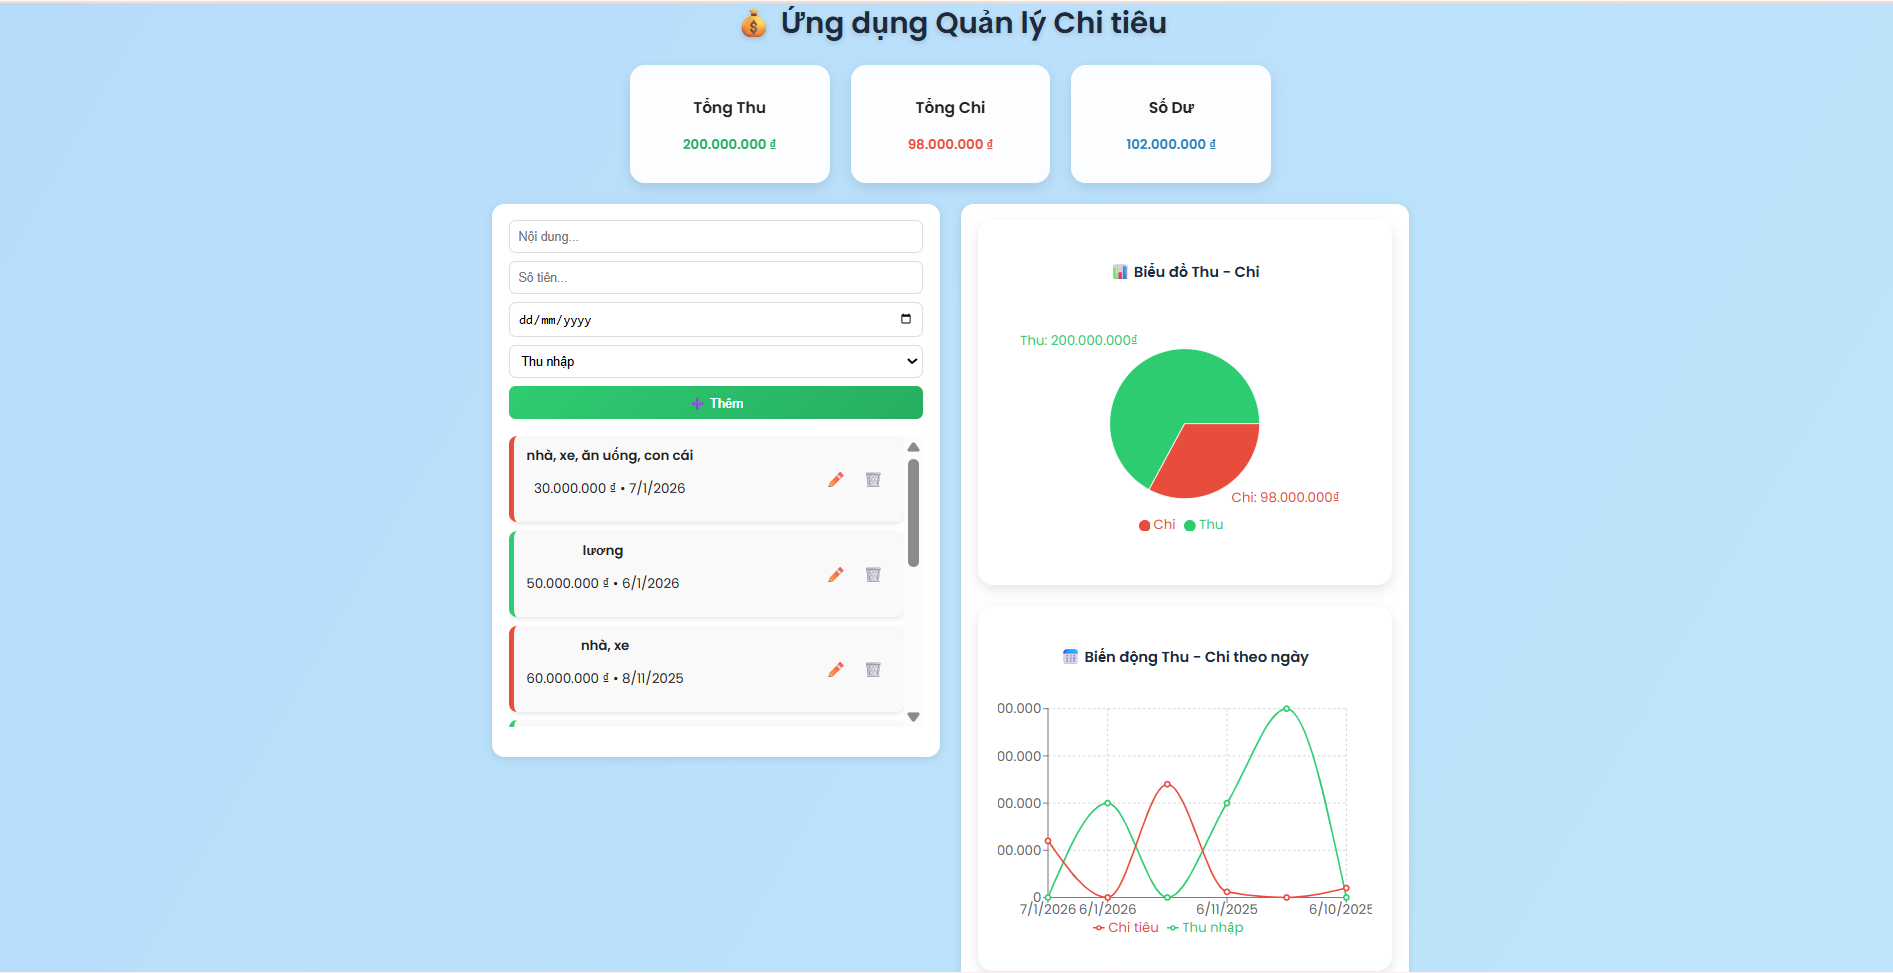 💰 Ứng dụng Quản lý Chi tiêu
Tổng Thu
200.000.000 ₫
Tổng Chi
98.000.000 ₫
Số Dư
102.000.000 ₫
Nội dung...
Số tiền...
dd/mm/yyyy
Thu nhập
➕ Thêm
nhà, xe, ăn uống, con cái
30.000.000 ₫ • 7/1/2026
lương
50.000.000 ₫ • 6/1/2026
nhà, xe
60.000.000 ₫ • 8/11/2025
📊 Biểu đồ Thu - Chi
Thu: 200.000.000₫
Chi: 98.000.000₫
Chi
Thu
🗓️ Biến động Thu - Chi theo ngày
00.000
00.000
00.000
00.000
0
7/1/2026
6/1/2026
6/11/2025
6/10/2025
Chi tiêu
Thu nhập